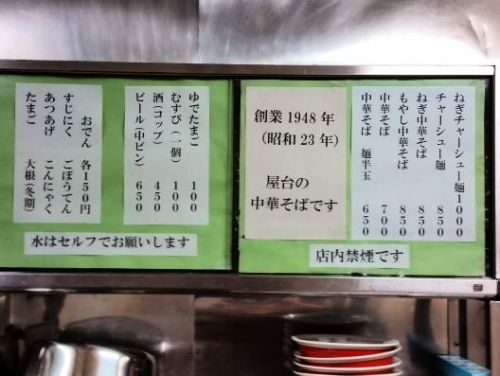 ねぎチャーシュー麺 1000
チャーシュー麺 850
ねぎ中華そば 850
もやし中華そば 850
中華そば 700
中華そば 麺半玉 650
創業1948年
(昭和23年)
屋台の
中華そばです
店内禁煙です
ゆでたまご 100
むすび(一個) 100
酒(コップ) 450
ビール(中ビン) 650
おでん 各150円
すじにく ごぼうてん
あつあげ こんにゃく
たまご 大根(冬期)
水はセルフでお願いします